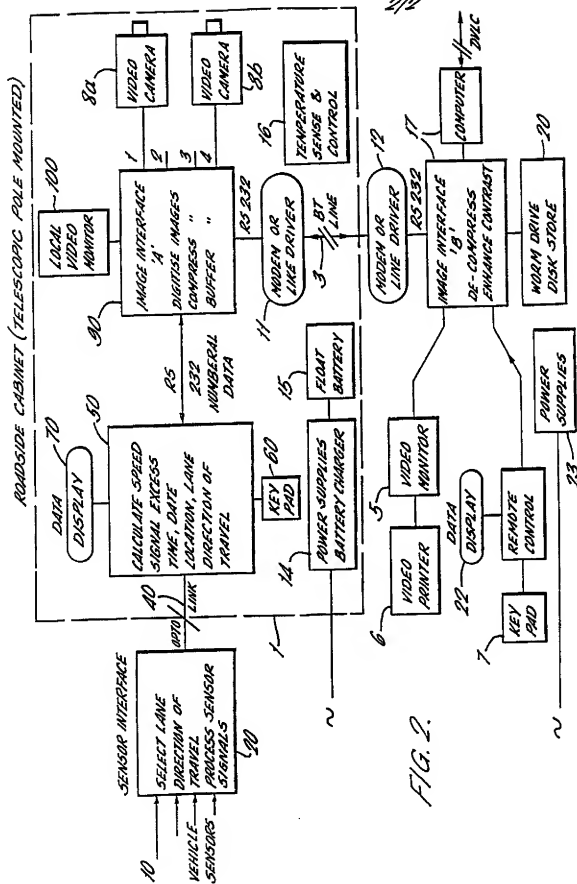 2/2
ROADSIDE CABINET (TELESCOPIC POLE MOUNTED)
DATA
DISPLAY
70
50
CALCULATE SPEED
SIGNAL EXCESS
TIME, DATE
LOCATION, LANE
DIRECTION OF
TRAVEL
KEY
PAD
60
RS
232
NUMBERAL
DATA
LOCAL
VIDEO
MONITOR
100
90
IMAGE INTERFACE
'A'
DIGITISE IMAGES
COMPRESS "
BUFFER "
1
2
3
4
VIDEO
CAMERA
8a
VIDEO
CAMERA
8b
RS 232
TEMPERATURE
SENSE &
CONTROL
16
MODEM OR
LINE DRIVER
11
BT
LINE
3
SENSOR INTERFACE
SELECT LANE
DIRECTION OF
TRAVEL
PROCESS SENSOR
SIGNALS
20
10
VEHICLE
SENSORS
OPTO
LINK
40
1
POWER SUPPLIES
BATTERY CHARGER
14
FLOAT
BATTERY
15
~
MODEM OR
LINE DRIVER
12
RS 232
IMAGE INTERFACE
'B'
DE-COMPRESS
ENHANCE CONTRAST
COMPUTER
17
DVLC
WORM DRIVE
DISK STORE
20
VIDEO
MONITOR
5
VIDEO
PRINTER
6
DATA
DISPLAY
22
REMOTE
CONTROL
KEY
PAD
7
POWER
SUPPLIES
23
~
FIG. 2.